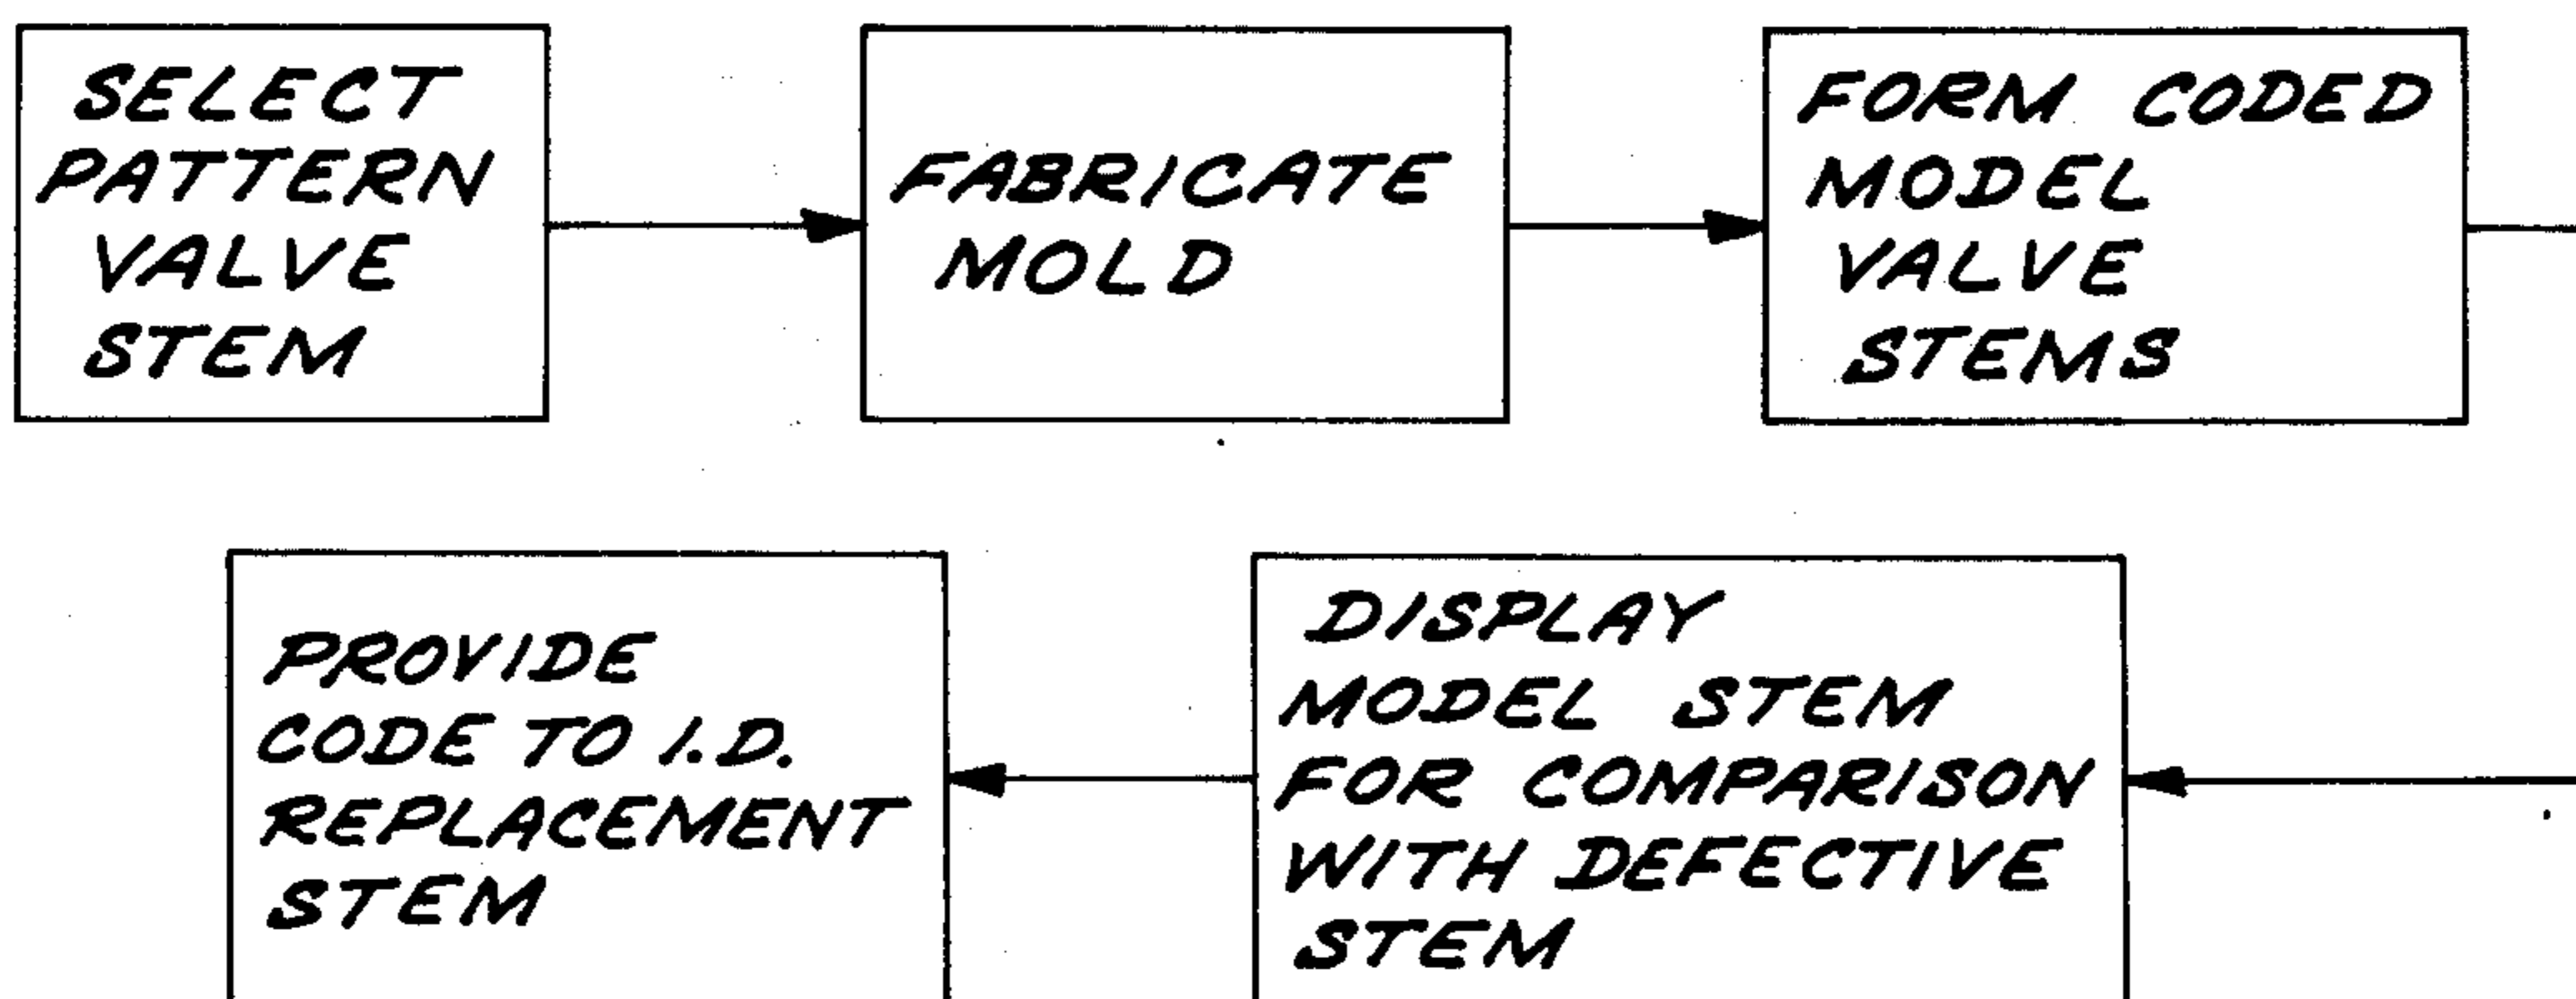 SELECT
PATTERN
VALVE
STEM
FABRICATE
MOLD
FORM CODED
MODEL
VALVE
STEMS
DISPLAY
MODEL STEM
FOR COMPARISON
WITH DEFECTIVE
STEM
PROVIDE
CODE TO I.D.
REPLACEMENT
STEM